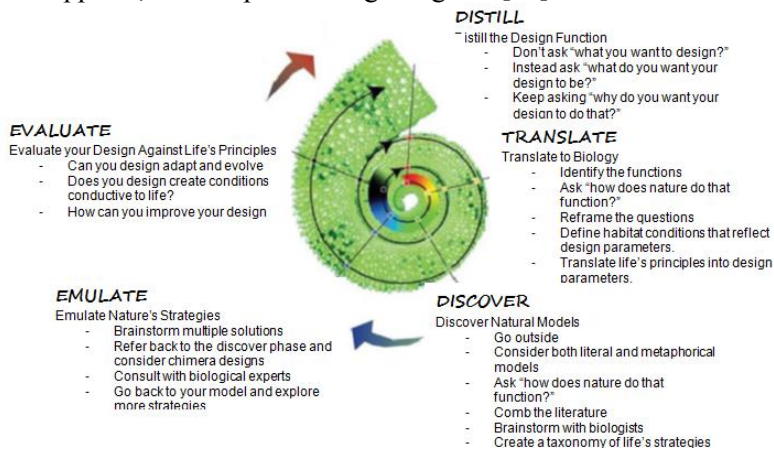 DISTILL
istill the Design Function
- Don't ask "what you want to design?"
- Instead ask "what do you want your
design to be?"
- Keep asking "why do you want your
design to do that?"
TRANSLATE
Translate to Biology
- Identify the functions
- Ask "how does nature do that
function?"
- Reframe the questions
- Define habitat conditions that reflect
design parameters.
- Translate life's principles into design
parameters.
DISCOVER
Discover Natural Models
- Go outside
- Consider both literal and metaphorical
models
- Ask "how does nature do that
function?"
- Comb the literature
- Brainstorm with biologists
- Create a taxonomy of life's strategies
EMULATE
Emulate Nature's Strategies
- Brainstorm multiple solutions
- Refer back to the discover phase and
consider chimera designs
- Consult with biological experts
- Go back to your model and explore
more strategies
EVALUATE
Evaluate your Design Against Life's Principles
- Can you design adapt and evolve
- Does you design create conditions
conductive to life?
- How can you improve your design